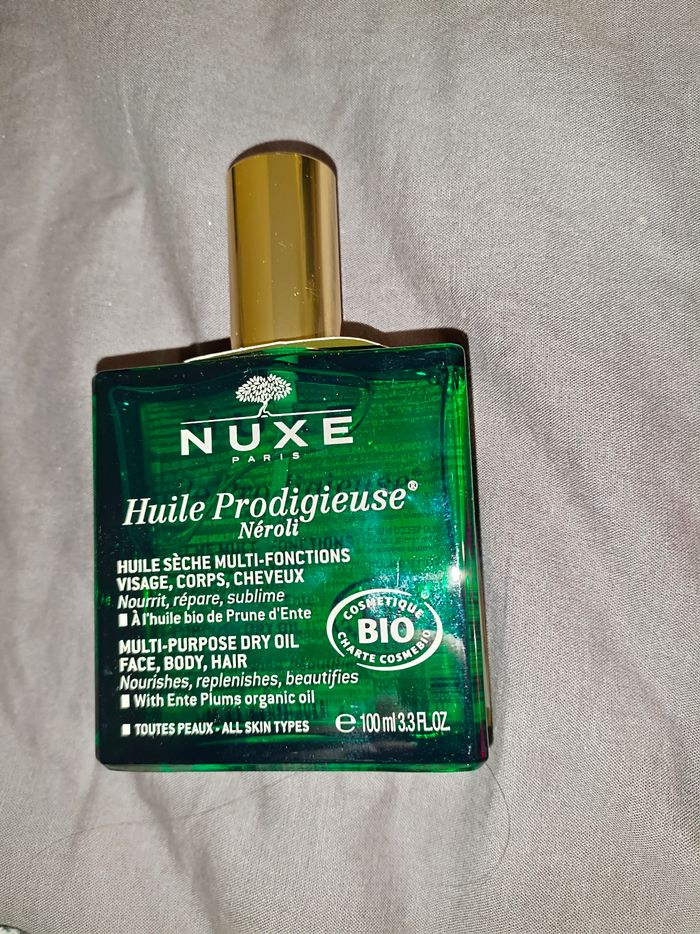 NUXE
PARIS
Huile Prodigieuse®
Néroli
HUILE SÈCHE MULTI-FONCTIONS
VISAGE, CORPS, CHEVEUX
Nourrit, répare, sublime
■ À l'huile bio de Prune d'Ente
MULTI-PURPOSE DRY OIL
FACE, BODY, HAIR
Nourishes, replenishes, beautifies
■ With Ente Plums organic oil
COSMETIQUE
BIO
CHARTE COSMEBIO
■ TOUTES PEAUX - ALL SKIN TYPES
℮ 100 ml 3.3 FL.OZ.